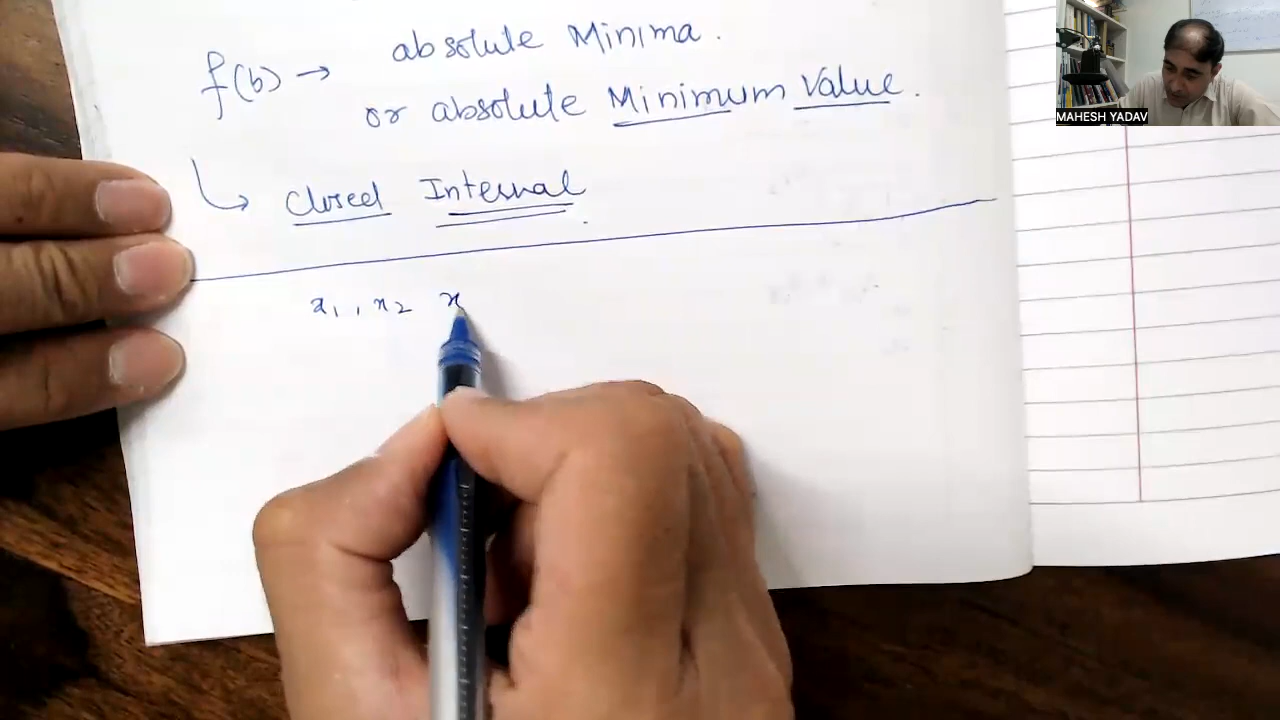 absolute Minima.
f(b) → or absolute Minimum Value.
Closed Interval
x₁, x₂ x
MAHESH YADAV